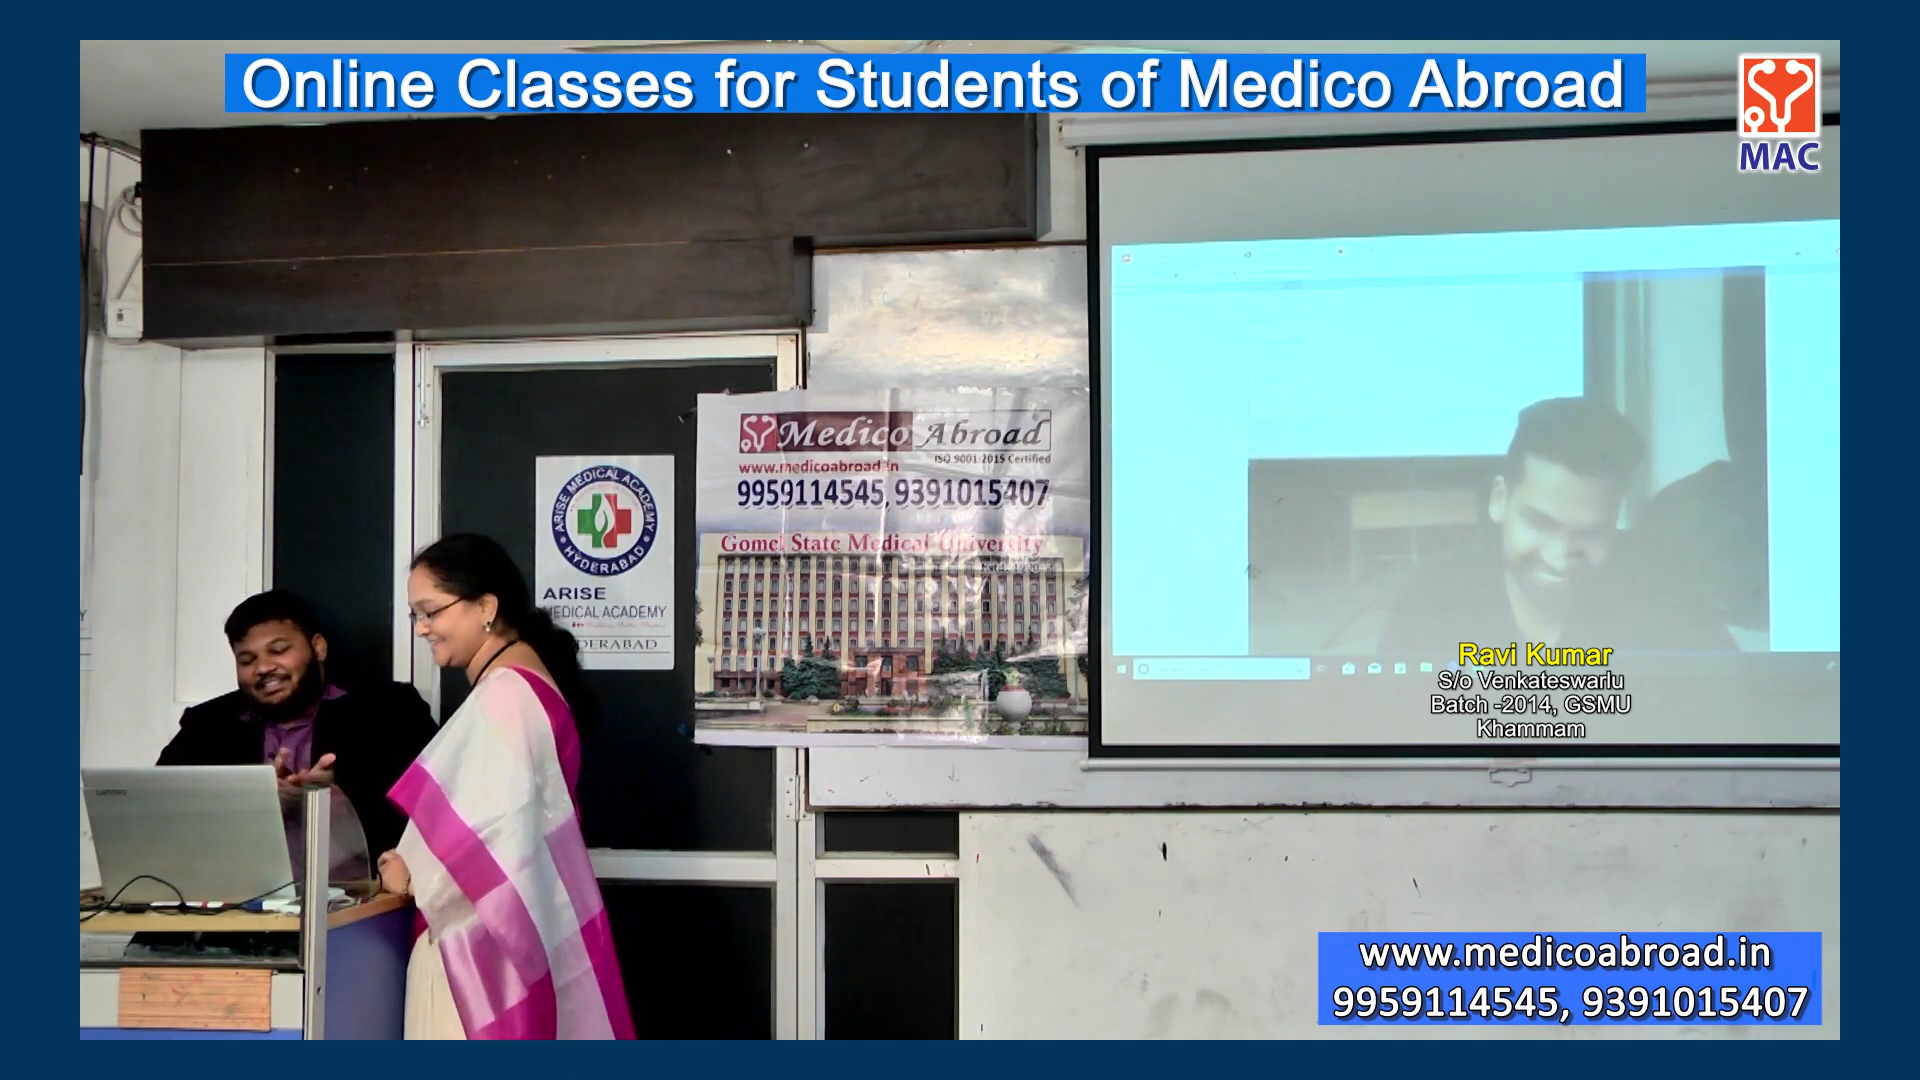 Online Classes for Students of Medico Abroad
MAC
Medico Abroad
ISO 9001:2015 Certified
www.medicoabroad.in
9959114545, 9391015407
Gomel State Medical University
ARISE MEDICAL ACADEMY
HYDERABAD
ARISE
MEDICAL ACADEMY
DERABAD
Lenovo
Ravi Kumar
S/o Venkateswarlu
Batch -2014, GSMU
Khammam
www.medicoabroad.in
9959114545, 9391015407